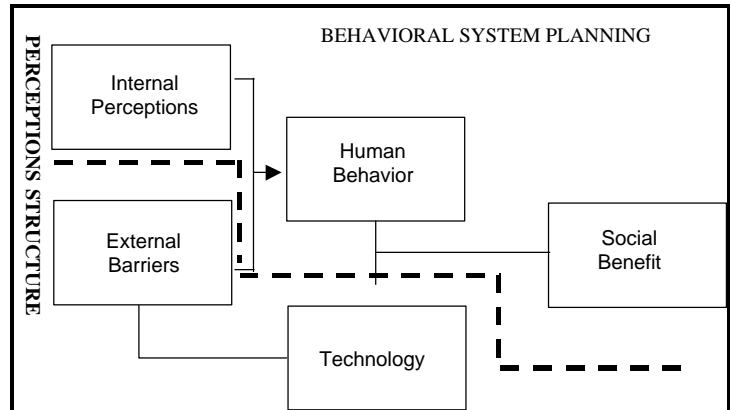 BEHAVIORAL SYSTEM PLANNING
PERCEPTIONS STRUCTURE
Internal
Perceptions
Human
Behavior
External
Barriers
Social
Benefit
Technology